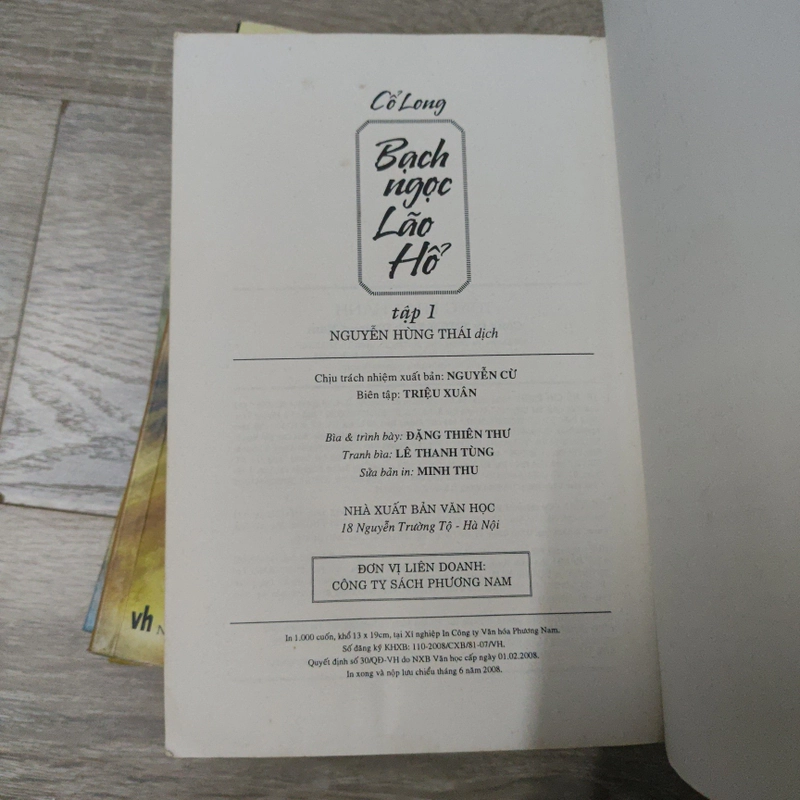 Cổ Long
Bạch
ngọc
Lão
Hổ
tập 1
NGUYỄN HÙNG THÁI dịch
Chịu trách nhiệm xuất bản: NGUYỄN CỪ
Biên tập: TRIỆU XUÂN
Bìa & trình bày: ĐẶNG THIÊN THƯ
Tranh bìa: LÊ THANH TÙNG
Sửa bản in: MINH THU
NHÀ XUẤT BẢN VĂN HỌC
18 Nguyễn Trường Tộ - Hà Nội
ĐƠN VỊ LIÊN DOANH:
CÔNG TY SÁCH PHƯƠNG NAM
In 1.000 cuốn, khổ 13 x 19cm, tại Xí nghiệp In Công ty Văn hóa Phương Nam.
Số đăng ký KHXB: 110-2008/CXB/81-07/VH.
Quyết định số 30/QĐ-VH do NXB Văn học cấp ngày 01.02.2008.
In xong và nộp lưu chiểu tháng 6 năm 2008.
vh N